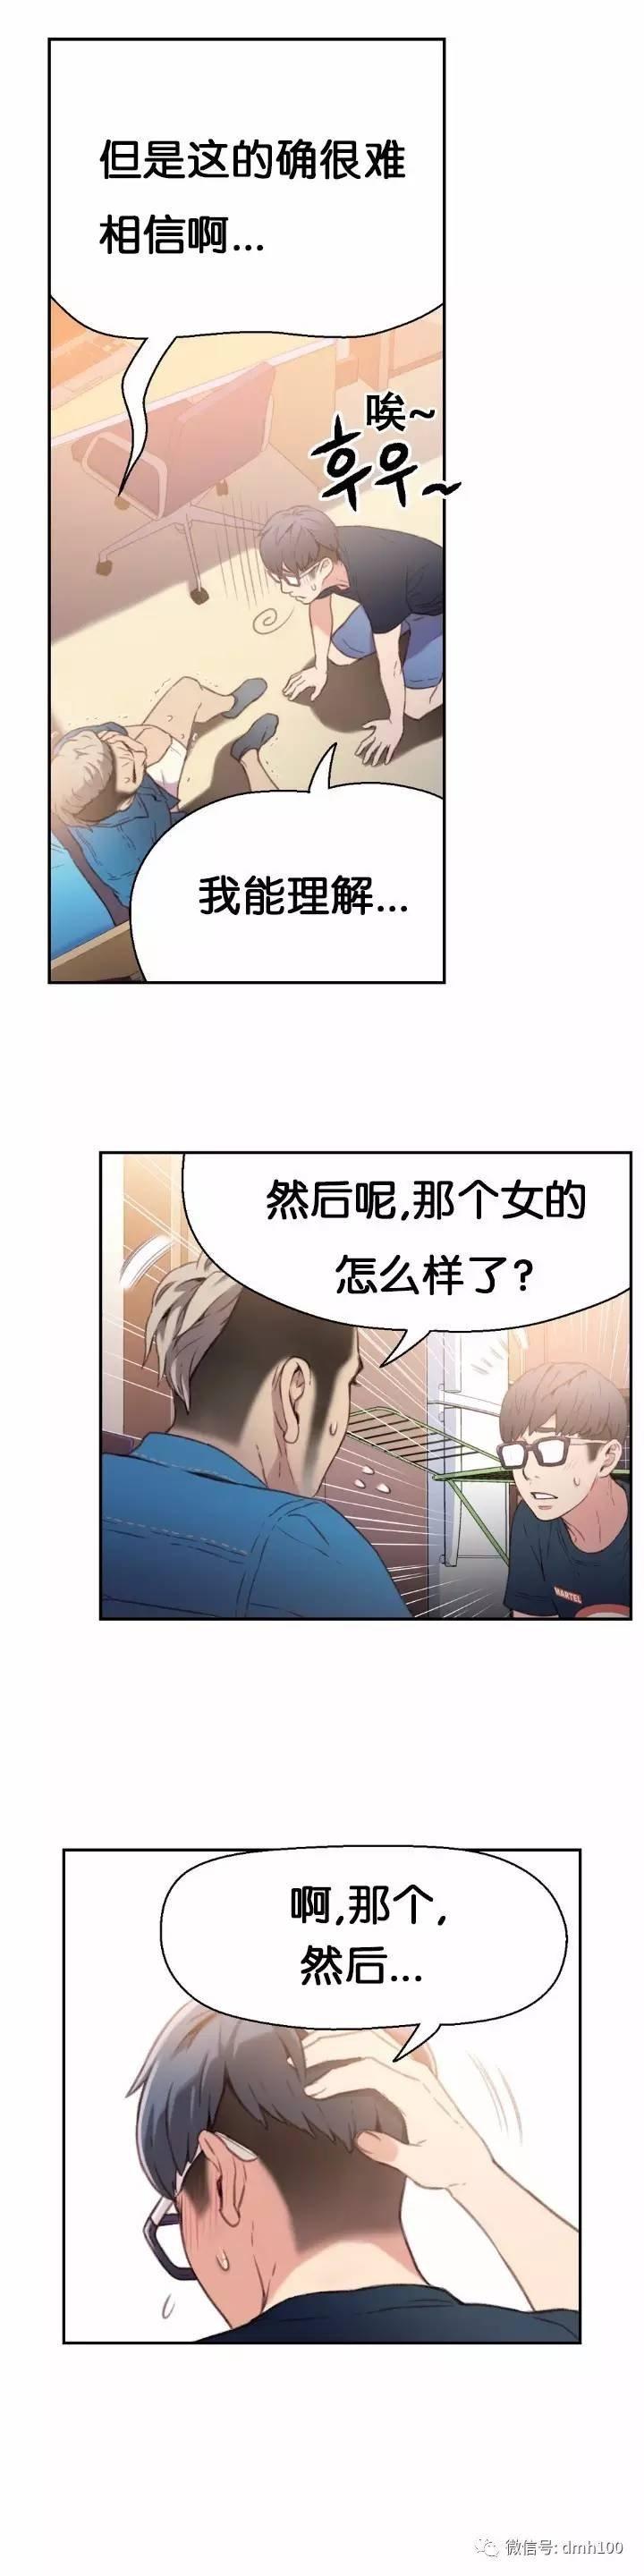 但是这的确很难
相信啊...
唉~
후우~
我能理解...
然后呢,那个女的
怎么样了?
MARTEL
啊,那个,
然后...
微信号: dmh100